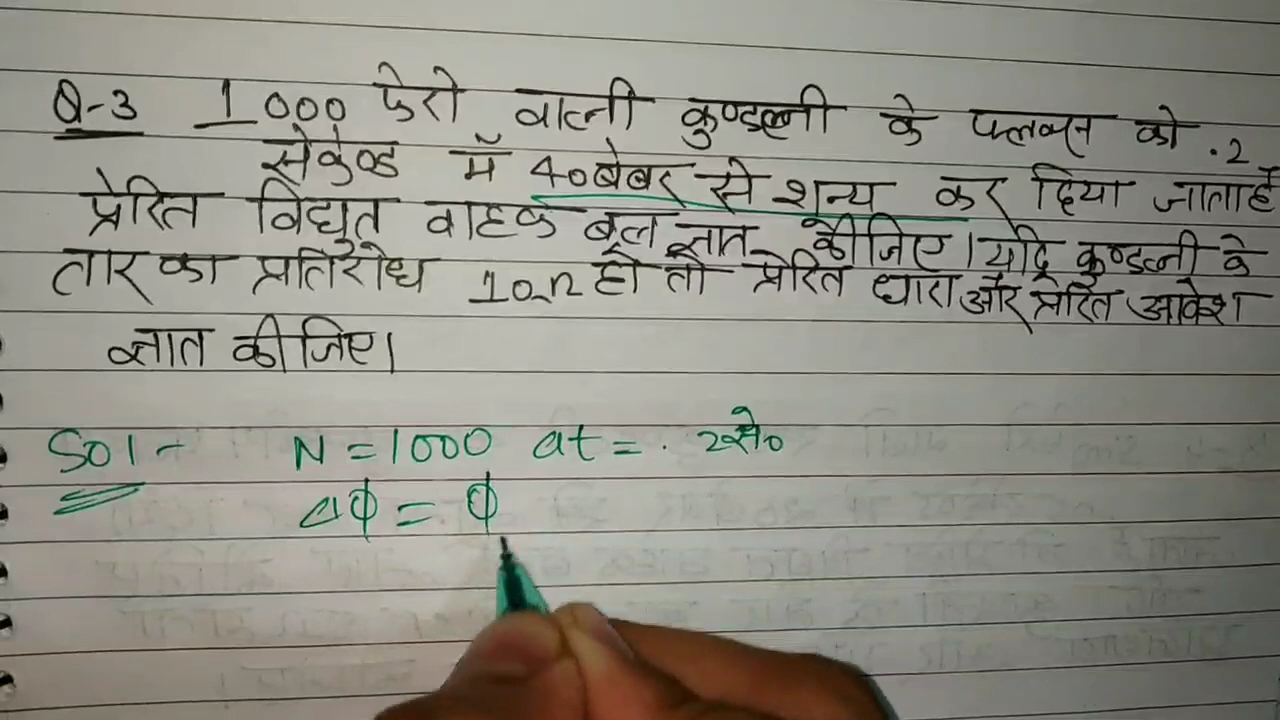 Q-3 1000 फेरो वाली कुण्डली के फ्लक्स को .2
सेकेण्ड में 40 बेबर से शून्य कर दिया जाता है
प्रेरित विद्युत वाहक बल ज्ञात कीजिए। यदि कुण्डली के
तार का प्रतिरोध 10Ω हो तो प्रेरित धारा और प्रेरित आवेश
ज्ञात कीजिए।
Sol - N = 1000 Δt = .2से०
Δϕ = ϕ